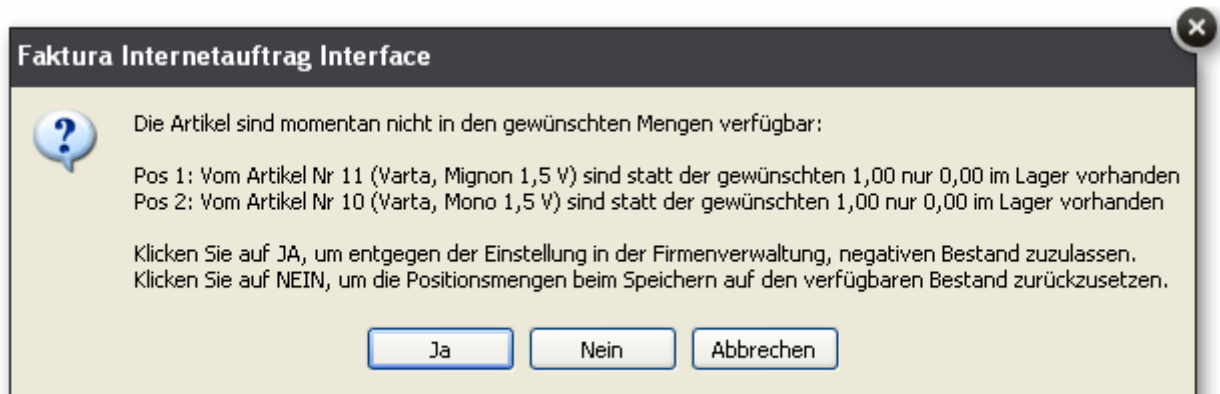 Faktura Internetauftrag Interface
Die Artikel sind momentan nicht in den gewünschten Mengen verfügbar:
Pos 1: Vom Artikel Nr 11 (Varta, Mignon 1,5 V) sind statt der gewünschten 1,00 nur 0,00 im Lager vorhanden
Pos 2: Vom Artikel Nr 10 (Varta, Mono 1,5 V) sind statt der gewünschten 1,00 nur 0,00 im Lager vorhanden
Klicken Sie auf JA, um entgegen der Einstellung in der Firmenverwaltung, negativen Bestand zuzulassen.
Klicken Sie auf NEIN, um die Positionsmengen beim Speichern auf den verfügbaren Bestand zurückzusetzen.
Ja Nein Abbrechen